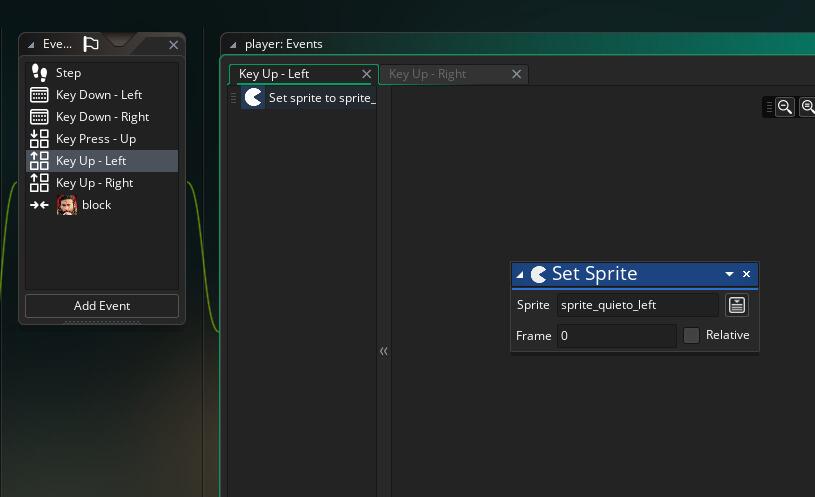 Eve...
Step
Key Down - Left
Key Down - Right
Key Press - Up
Key Up - Left
Key Up - Right
block
Add Event
player: Events
Key Up - Left
Key Up - Right
Set sprite to sprite_
Set Sprite
Sprite sprite_quieto_left
Frame 0 Relative